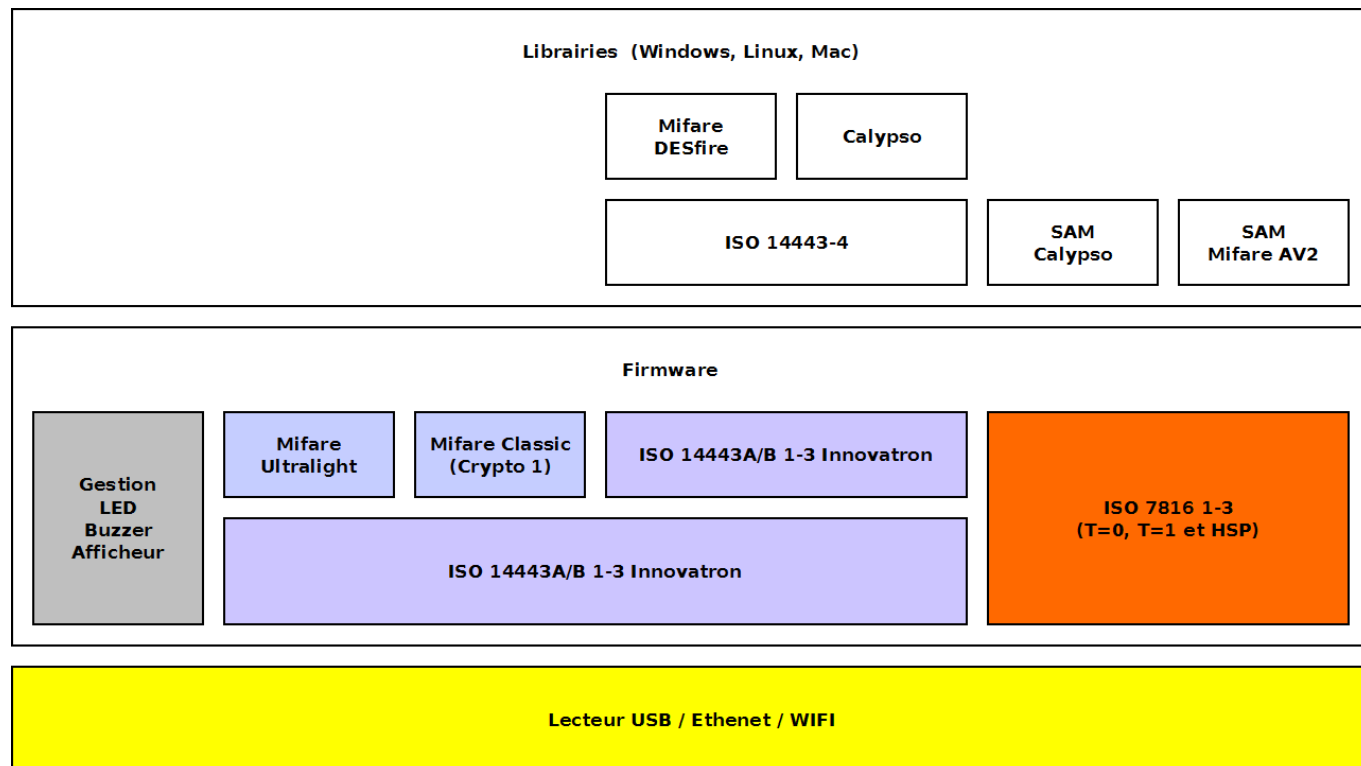 Librairies  (Windows, Linux, Mac)
Mifare
DESfire
Calypso
ISO 14443-4
SAM
Calypso
SAM
Mifare AV2
Firmware
Gestion
LED
Buzzer
Afficheur
Mifare
Ultralight
Mifare Classic
(Crypto 1)
ISO 14443A/B 1-3 Innovatron
ISO 14443A/B 1-3 Innovatron
ISO 7816 1-3
(T=0, T=1 et HSP)
Lecteur USB / Ethenet / WIFI